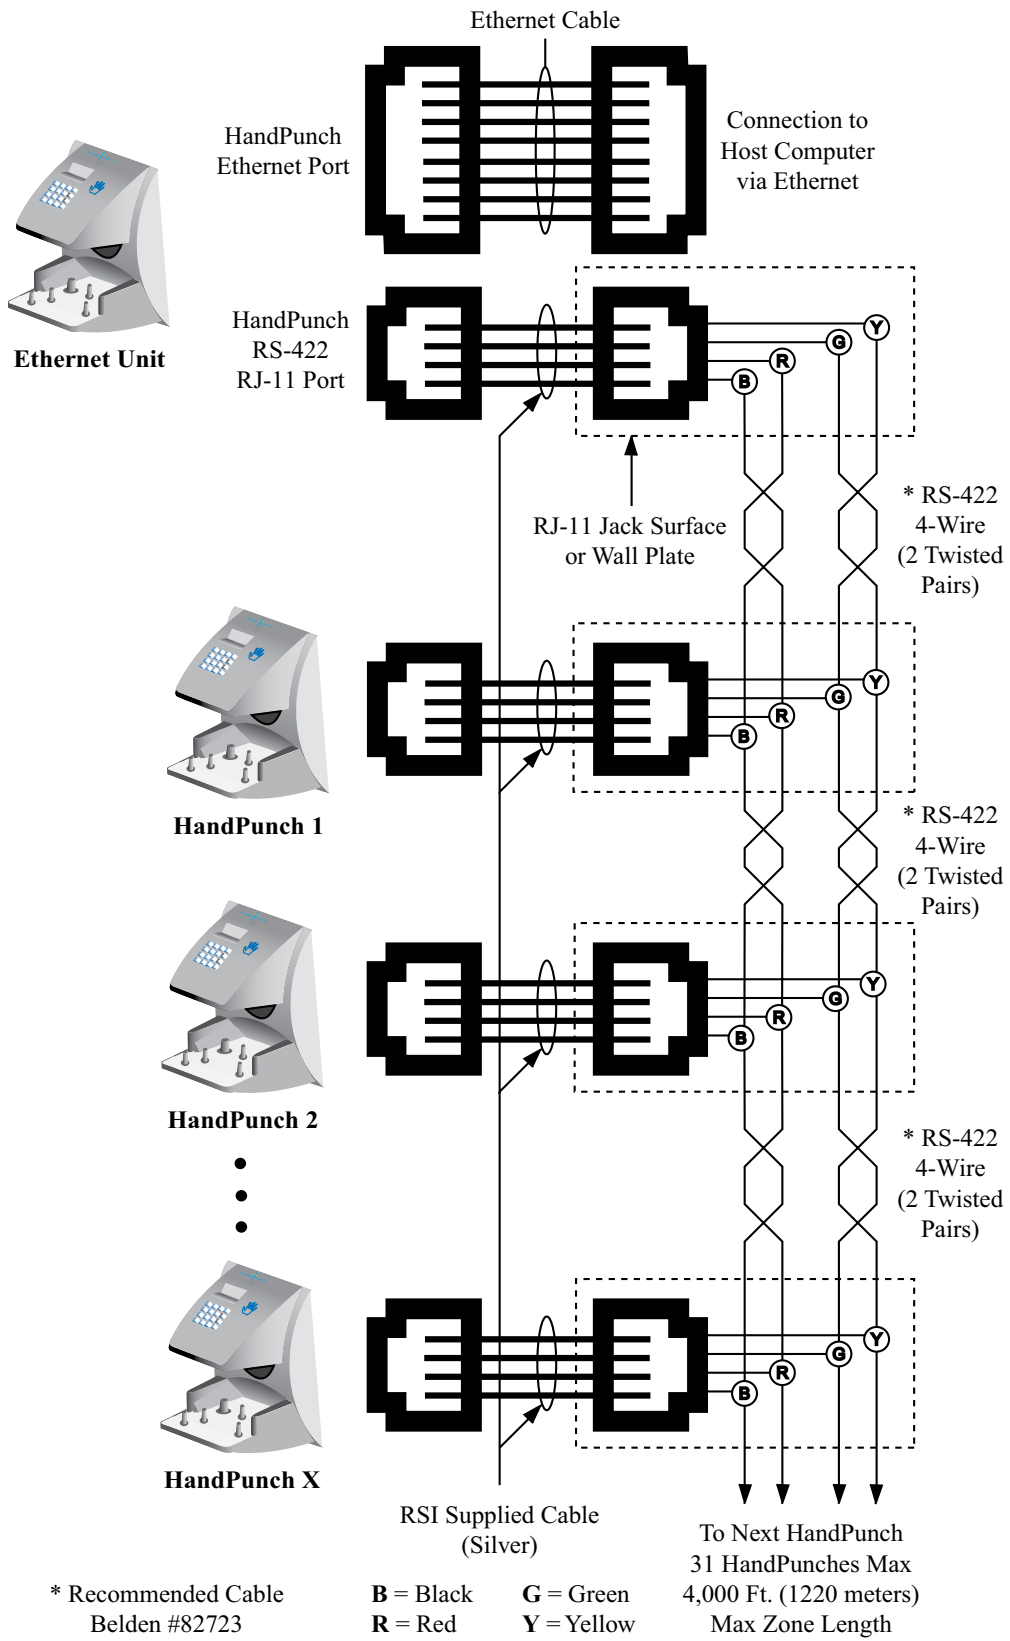 Ethernet Cable
HandPunch
Ethernet Port
Connection to
Host Computer
via Ethernet
Ethernet Unit
HandPunch
RS-422
RJ-11 Port
Y
G
R
B
RJ-11 Jack Surface
or Wall Plate
* RS-422
4-Wire
(2 Twisted
Pairs)
Y
G
R
B
HandPunch 1
* RS-422
4-Wire
(2 Twisted
Pairs)
Y
G
R
B
HandPunch 2
* RS-422
4-Wire
(2 Twisted
Pairs)
Y
G
R
B
HandPunch X
RSI Supplied Cable
(Silver)
To Next HandPunch
31 HandPunches Max
4,000 Ft. (1220 meters)
Max Zone Length
* Recommended Cable
Belden #82723
B = Black
G = Green
R = Red
Y = Yellow